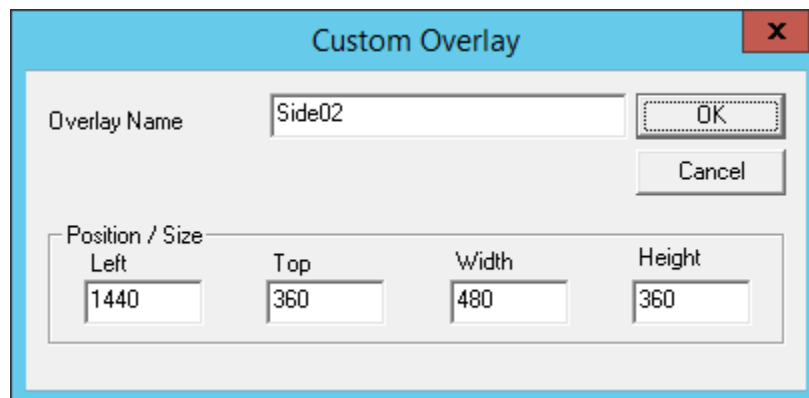 Custom Overlay
x
Overlay Name
Side02
OK
Cancel
Position / Size
Left Top Width Height
1440 360 480 360